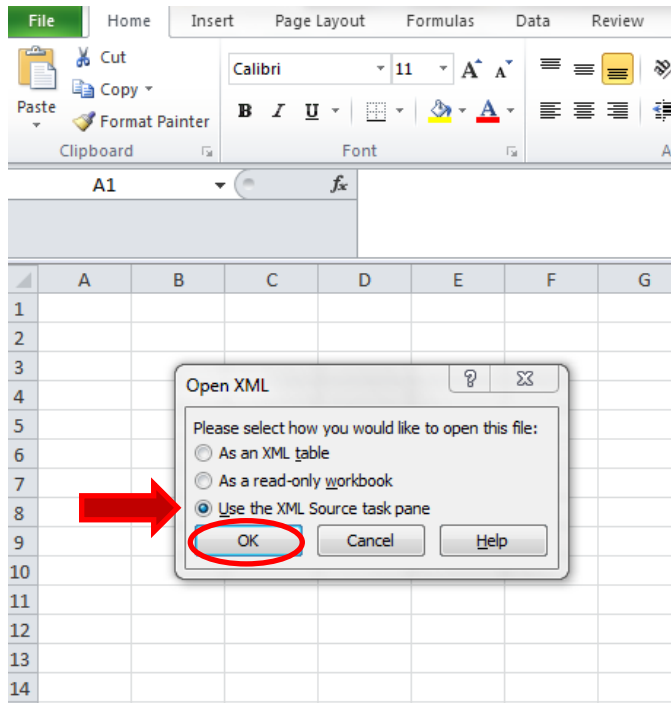 File Home Insert Page Layout Formulas Data Review
Cut
Calibri 11 A A
Copy
Paste
Format Painter
B I U A
Clipboard Font A
A1 fx
A B C D E F G
1
2
3
Open XML
4
5 Please select how you would like to open this file:
6 As an XML table
7 As a read-only workbook
8 Use the XML Source task pane
9 OK Cancel Help
10
11
12
13
14